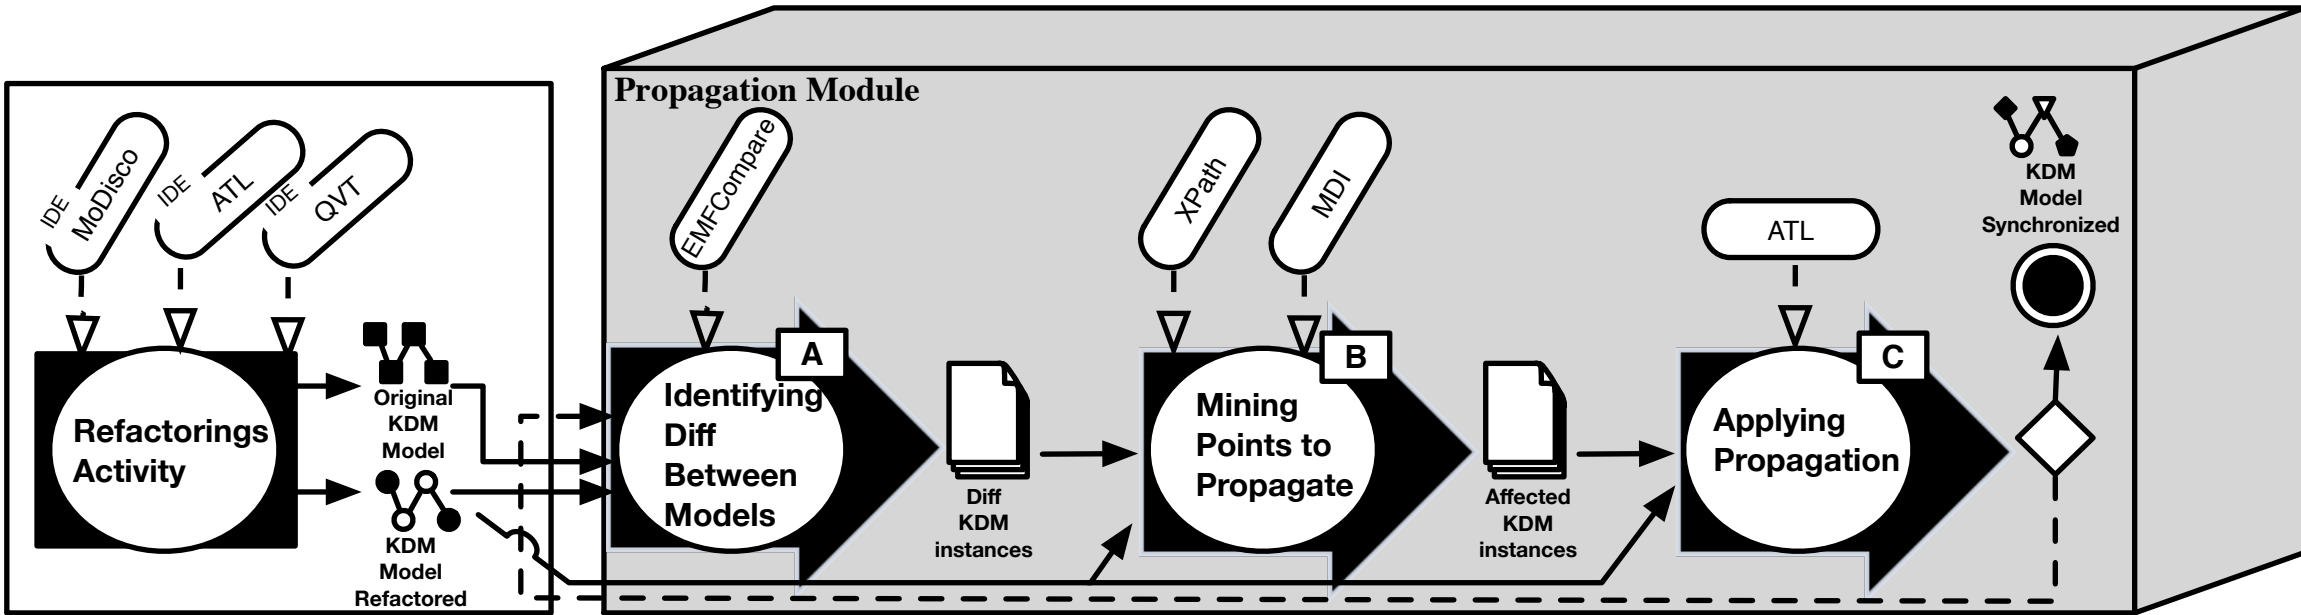 Propagation Module
IDE
MoDisco
IDE
ATL
IDE
QVT
EMFCompare
XPath
MDI
ATL
KDM
Model
Synchronized
Refactorings
Activity
Original
KDM
Model
KDM
Model
Refactored
A
Identifying
Diff
Between
Models
Diff
KDM
instances
B
Mining
Points to
Propagate
Affected
KDM
instances
C
Applying
Propagation